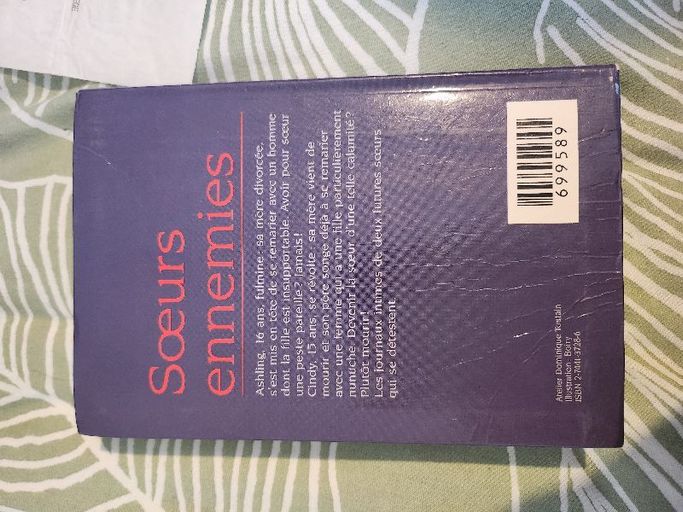 Sœurs
ennemies
Ashling, 16 ans, fulmine : sa mère divorcée,
s'est mis en tête de se remarier avec un homme
dont la fille est insupportable. Avoir pour sœur
une peste pareille ? Jamais !
Cindy, 15 ans, se révolte : sa mère vient de
mourir et son père songe déjà à se remarier
avec une femme qui a une fille particulièrement
nunuche. Devenir la sœur d'une telle calamité ?
Plutôt mourir !
Les journaux intimes de deux futures sœurs
qui se détestent.
Atelier Dominique Toutain
Illustration : Boiry
ISBN 2-7441-3728-6
699589